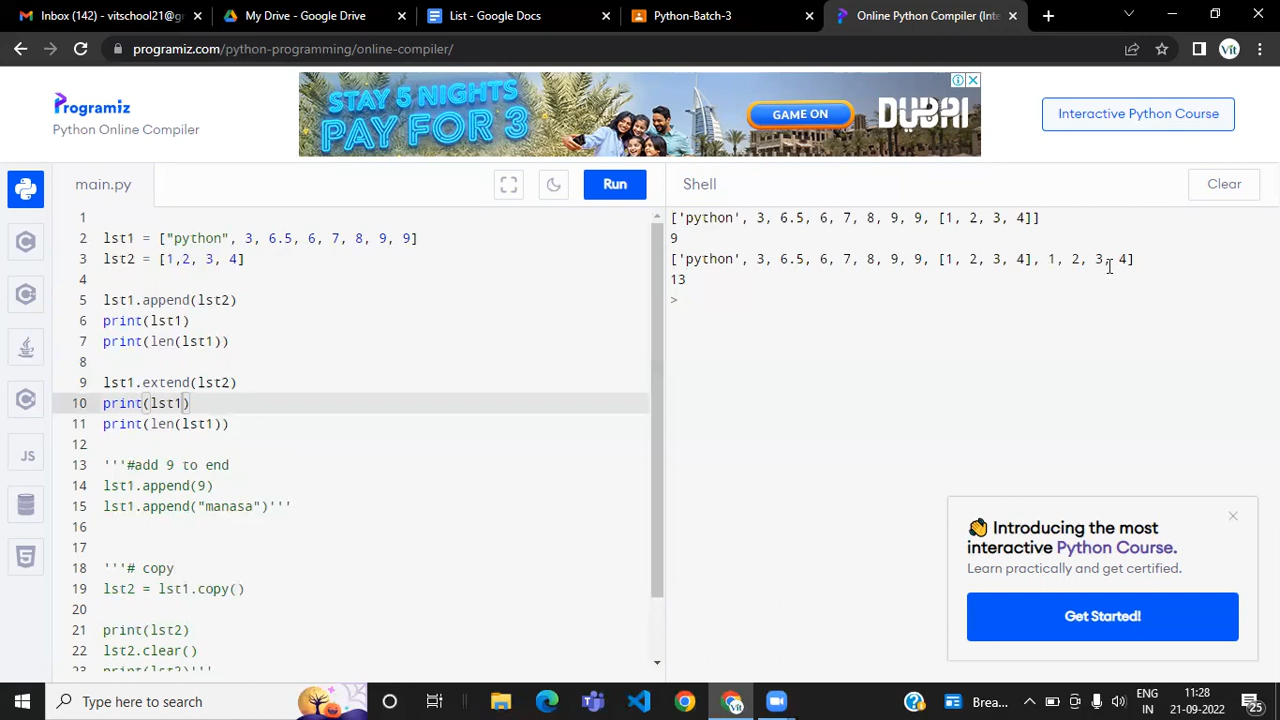 Inbox (142) - vitschool21@g
My Drive - Google Drive
List - Google Docs
Python-Batch-3
Online Python Compiler (Inte
programiz.com/python-programming/online-compiler/
Vit
Programiz
Python Online Compiler
STAY 5 NIGHTS
PAY FOR 3
GAME ON
DUBAI
Interactive Python Course
main.py
Run
Shell
Clear
1
2 lst1 = ["python", 3, 6.5, 6, 7, 8, 9, 9]
3 lst2 = [1,2, 3, 4]
4
5 lst1.append(lst2)
6 print(lst1)
7 print(len(lst1))
8
9 lst1.extend(lst2)
10 print(lst1)
11 print(len(lst1))
12
13 '''#add 9 to end
14 lst1.append(9)
15 lst1.append("manasa")'''
16
17
18 '''# copy
19 lst2 = lst1.copy()
20
21 print(lst2)
22 lst2.clear()
23 print(lst2)'''
['python', 3, 6.5, 6, 7, 8, 9, 9, [1, 2, 3, 4]]
9
['python', 3, 6.5, 6, 7, 8, 9, 9, [1, 2, 3, 4], 1, 2, 3, 4]
13
>
JS
Introducing the most
interactive Python Course.
Learn practically and get certified.
Get Started!
Type here to search
Vit
Brea...
ENG
IN
11:28
21-09-2022
25